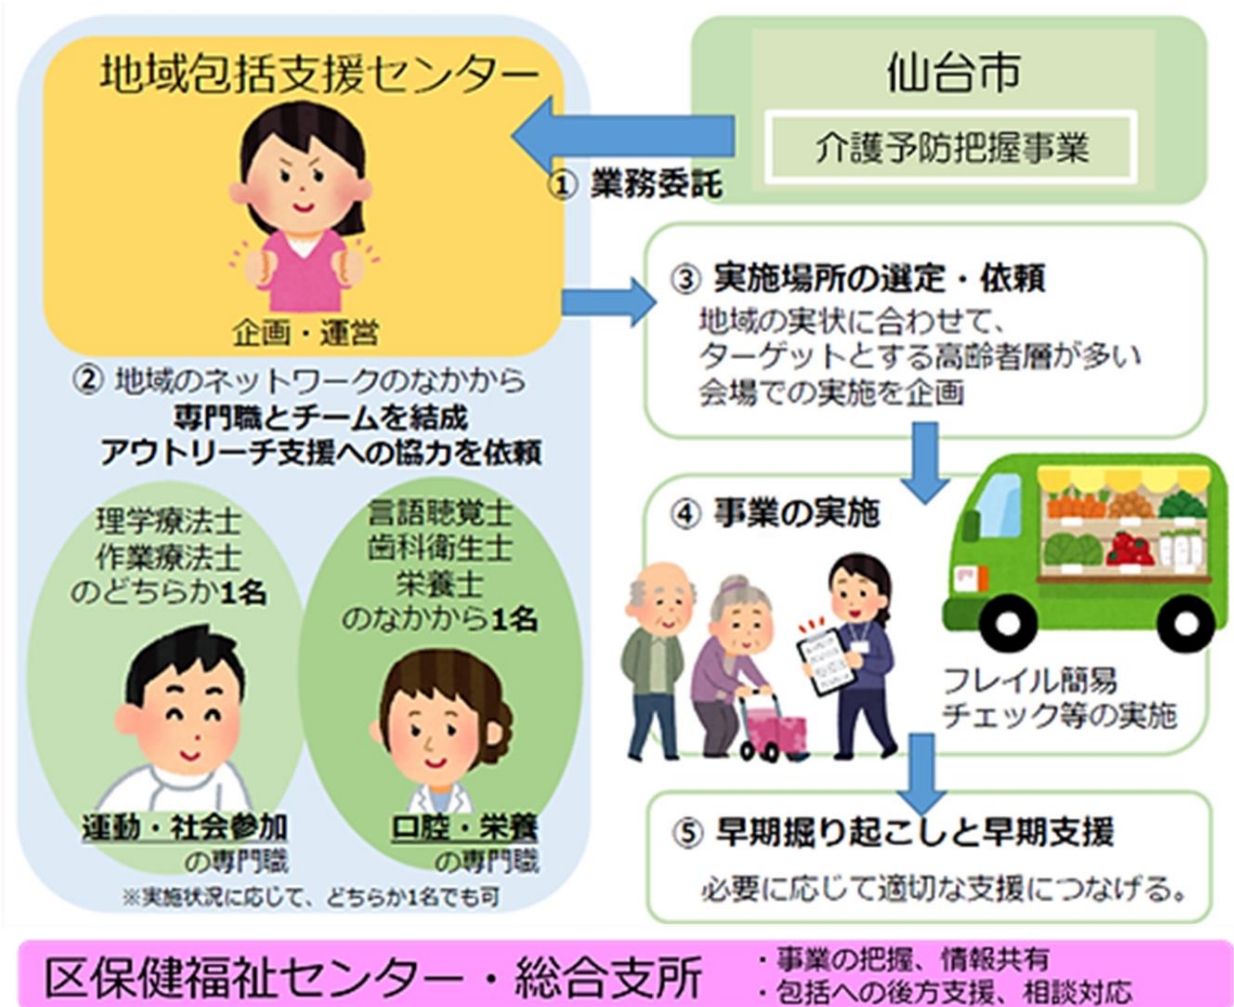 地域包括支援センター
企画・運営
仙台市
介護予防把握事業
① 業務委託
② 地域のネットワークのなかから
専門職とチームを結成
アウトリーチ支援への協力を依頼
理学療法士
作業療法士
のどちらか1名
運動・社会参加
の専門職
言語聴覚士
歯科衛生士
栄養士
のなかから1名
口腔・栄養
の専門職
※実施状況に応じて、どちらか1名でも可
③ 実施場所の選定・依頼
地域の実状に合わせて、
ターゲットとする高齢者層が多い
会場での実施を企画
④ 事業の実施
フレイル簡易
チェック等の実施
⑤ 早期掘り起こしと早期支援
必要に応じて適切な支援につなげる。
区保健福祉センター・総合支所
・事業の把握、情報共有
・包括への後方支援、相談対応